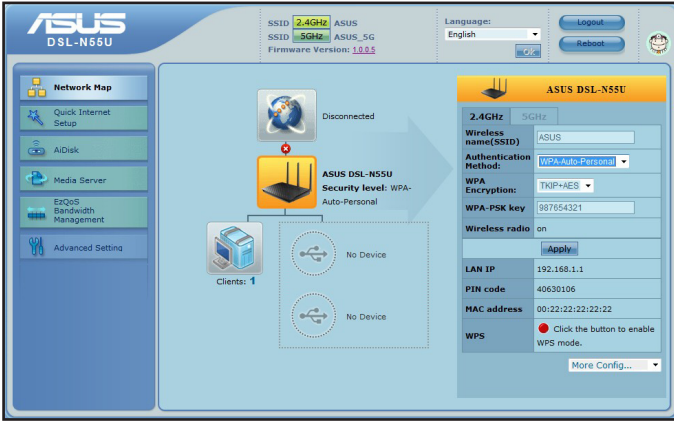 ASUS
DSL-N55U
SSID 2.4GHz ASUS
SSID 5GHz ASUS_5G
Firmware Version: 1.0.0.5
Language:
English
OK
Logout
Reboot
Network Map
Quick Internet
Setup
AiDisk
Media Server
EzQoS
Bandwidth
Management
Advanced Setting
Disconnected
ASUS DSL-N55U
Security level: WPA-
Auto-Personal
Clients: 1
No Device
No Device
ASUS DSL-N55U
2.4GHz 5GHz
Wireless
name(SSID) ASUS
Authentication
Method: WPA-Auto-Personal
WPA
Encryption: TKIP+AES
WPA-PSK key 987654321
Wireless radio on
Apply
LAN IP 192.168.1.1
PIN code 40630106
MAC address 00:22:22:22:22:22
WPS Click the button to enable
WPS mode.
More Config...